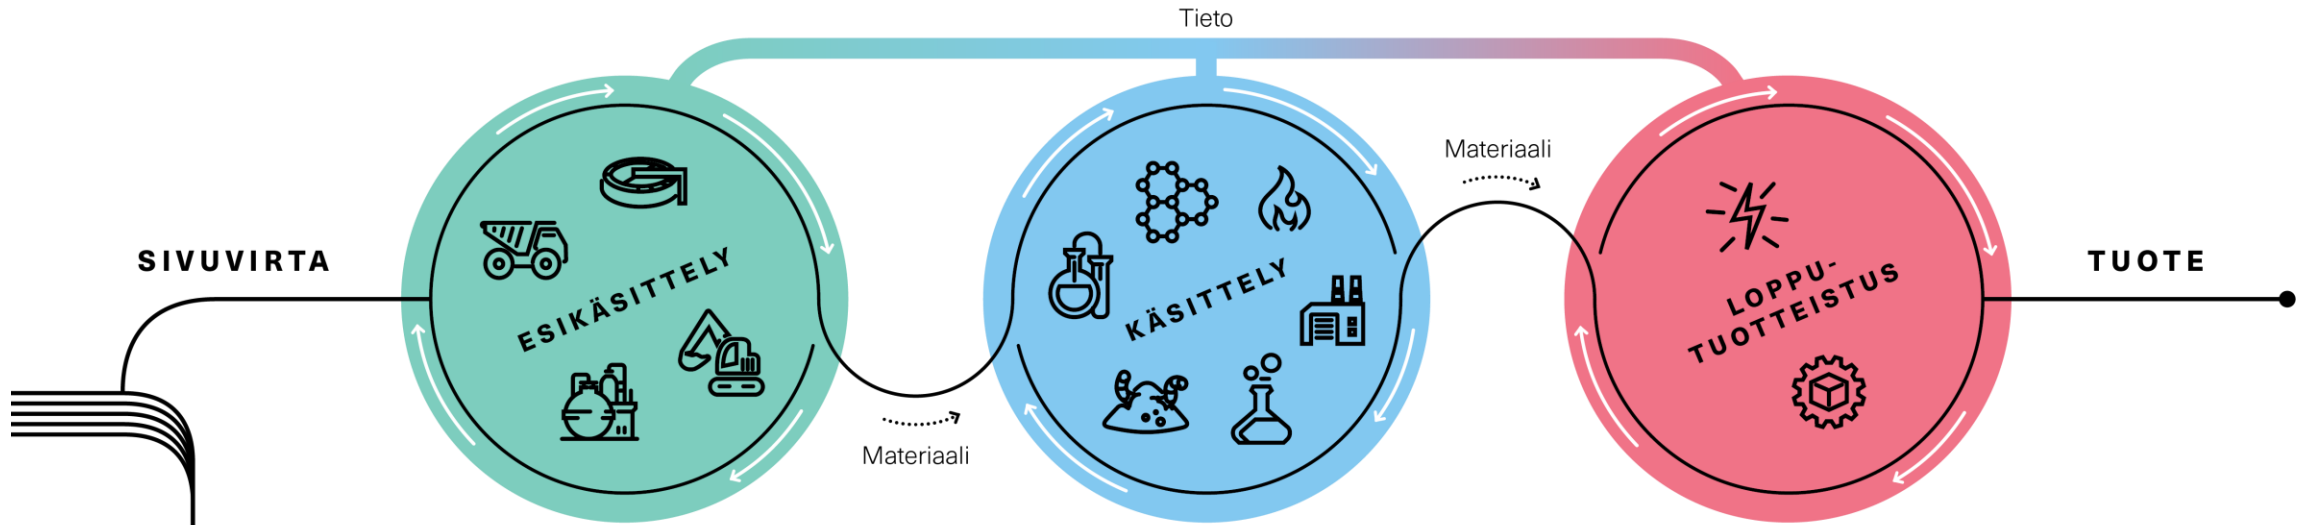 Tieto
SIVUVIRTA
ESIKÄSITTELY
Materiaali
KÄSITTELY
Materiaali
LOPPU-
TUOTTEISTUS
TUOTE